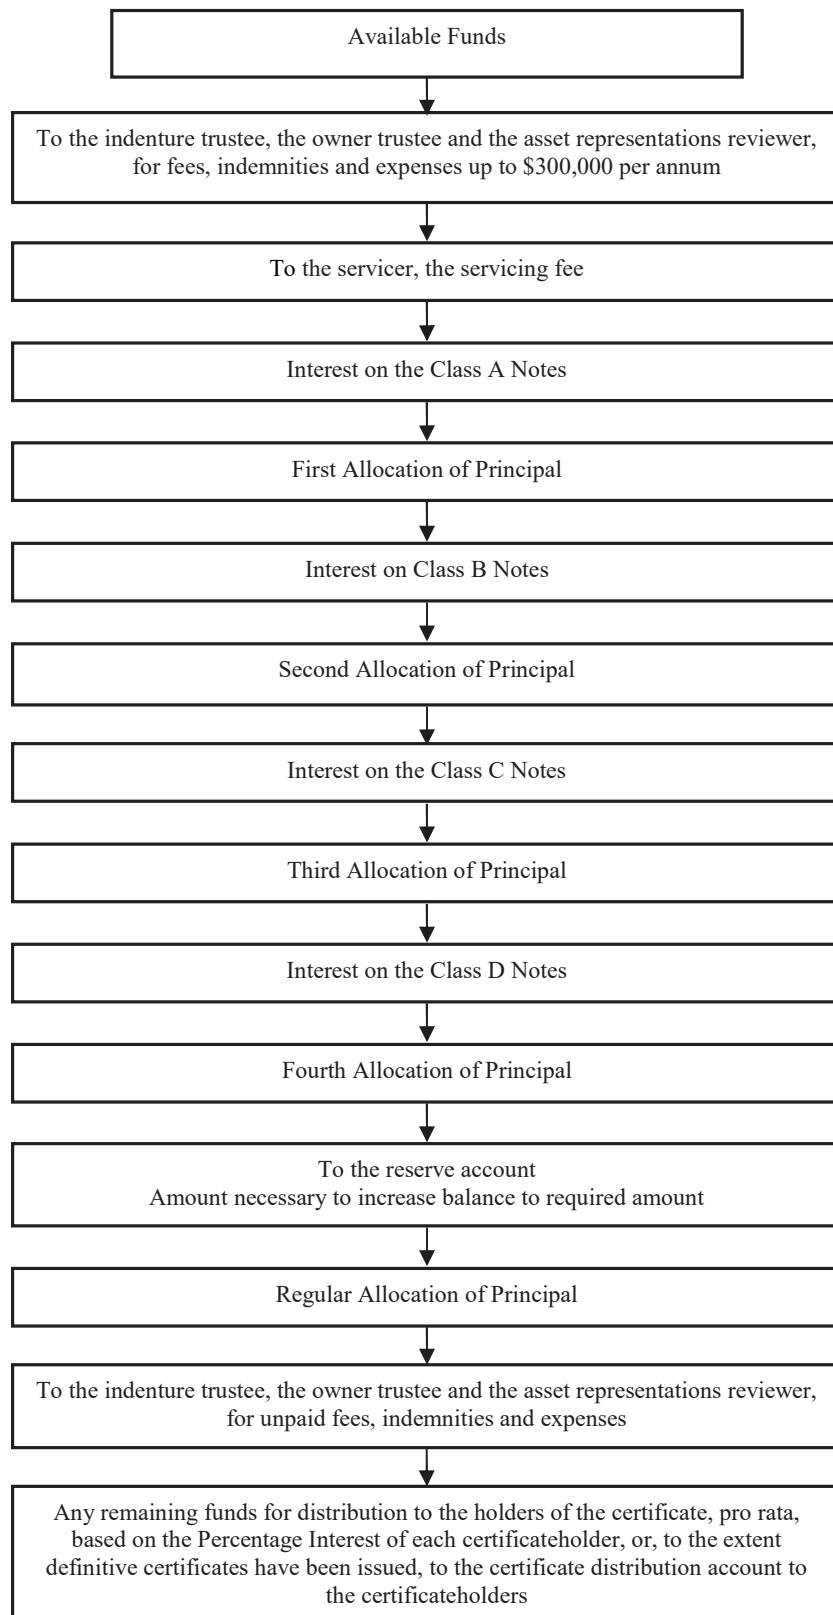 Available Funds
To the indenture trustee, the owner trustee and the asset representations reviewer,
for fees, indemnities and expenses up to $300,000 per annum
To the servicer, the servicing fee
Interest on the Class A Notes
First Allocation of Principal
Interest on Class B Notes
Second Allocation of Principal
Interest on the Class C Notes
Third Allocation of Principal
Interest on the Class D Notes
Fourth Allocation of Principal
To the reserve account
Amount necessary to increase balance to required amount
Regular Allocation of Principal
To the indenture trustee, the owner trustee and the asset representations reviewer,
for unpaid fees, indemnities and expenses
Any remaining funds for distribution to the holders of the certificate, pro rata,
based on the Percentage Interest of each certificateholder, or, to the extent
definitive certificates have been issued, to the certificate distribution account to
the certificateholders